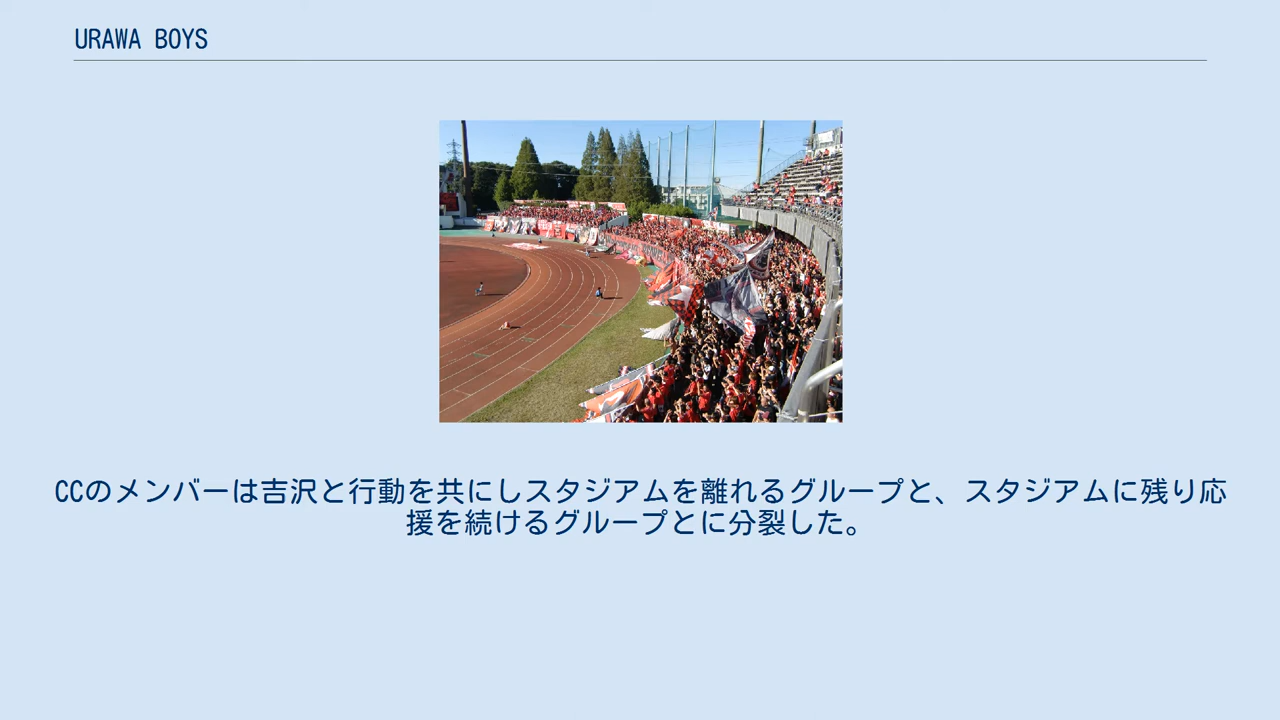 URAWA BOYS
CCのメンバーは吉沢と行動を共にしスタジアムを離れるグループと、スタジアムに残り応
援を続けるグループとに分裂した。